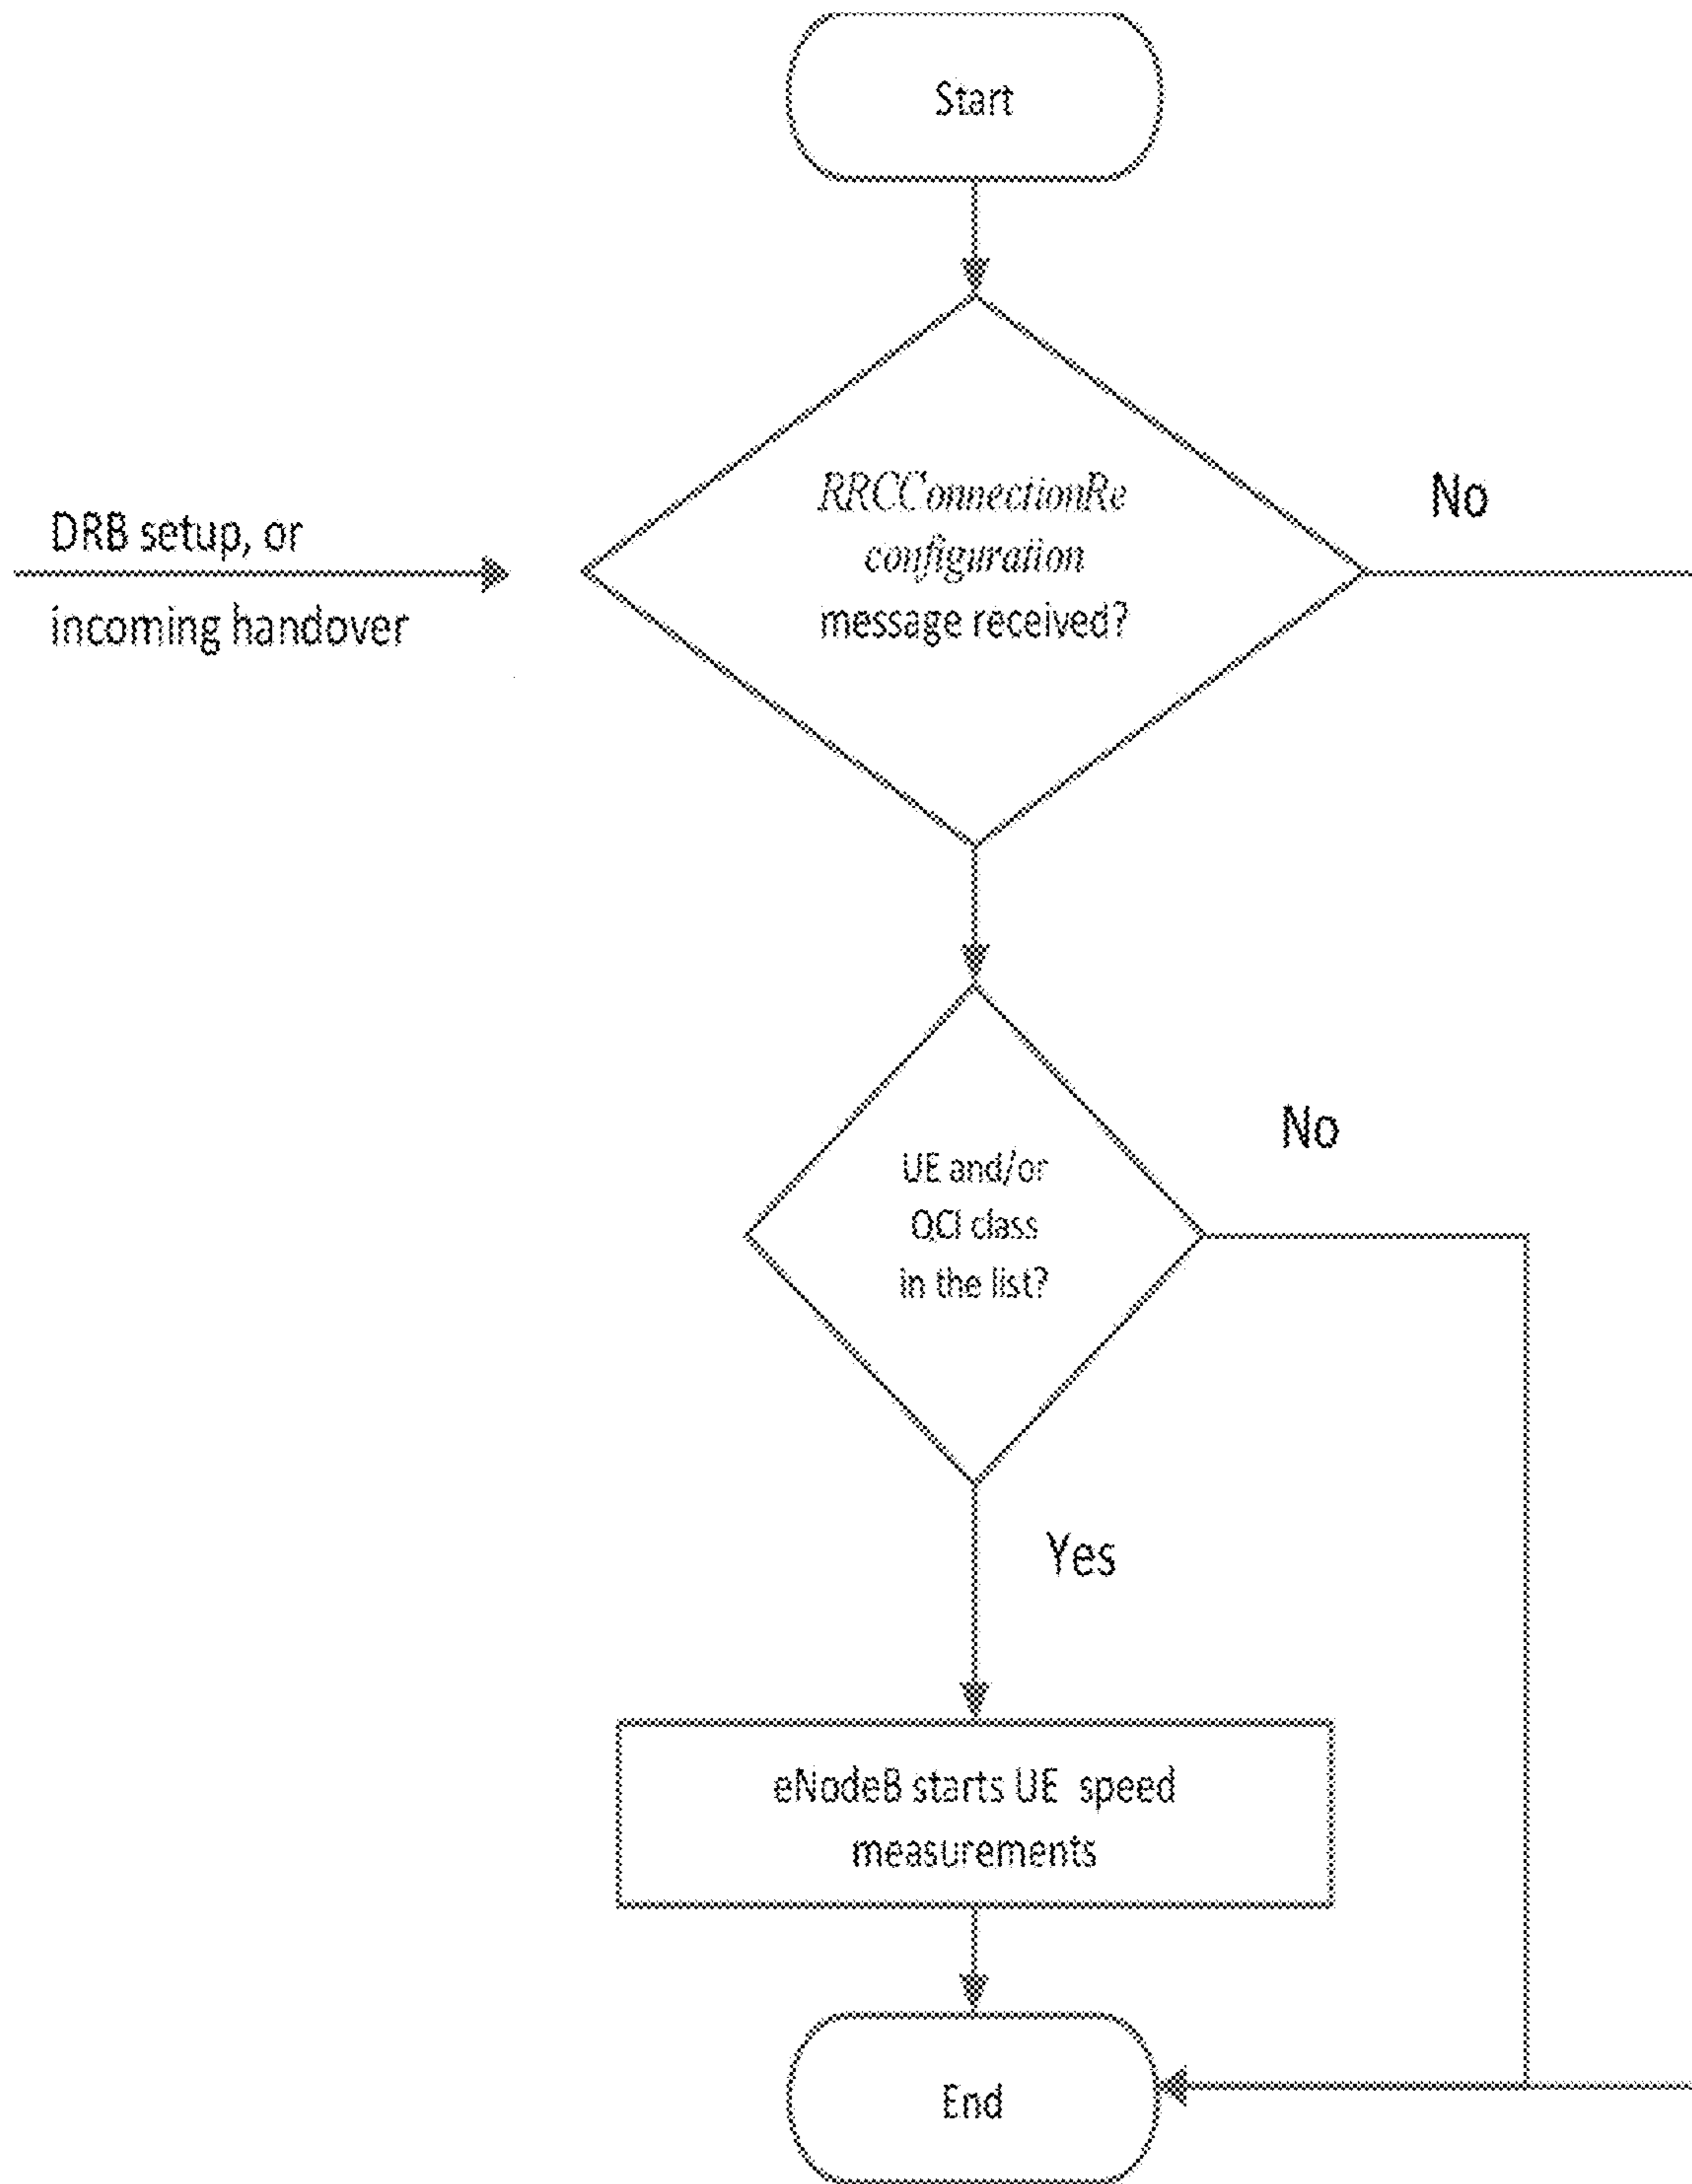 Start
RRCConnectionRe
configuration
message received?
No
DRB setup, or
incoming handover
UE and/or
QCI class
in the list?
No
Yes
eNodeB starts UE speed
measurements
End